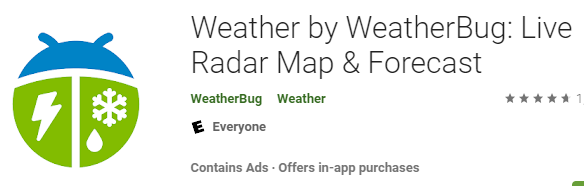 Weather by WeatherBug: Live
Radar Map & Forecast
WeatherBug Weather
E Everyone
Contains Ads · Offers in-app purchases